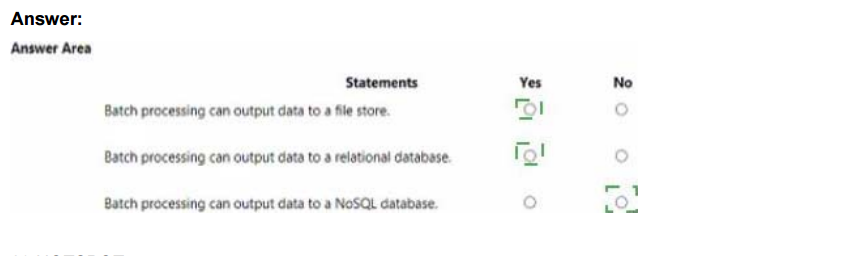 Answer:
Answer Area
Statements Yes No
Batch processing can output data to a file store.
Batch processing can output data to a relational database.
Batch processing can output data to a NoSQL database.